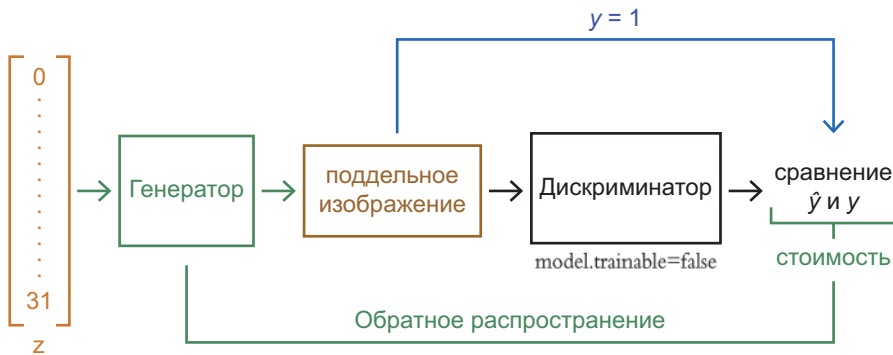 y = 1
0
31
z
Генератор
поддельное
изображение
Дискриминатор
model.trainable=false
сравнение
ŷ и y
стоимость
Обратное распространение